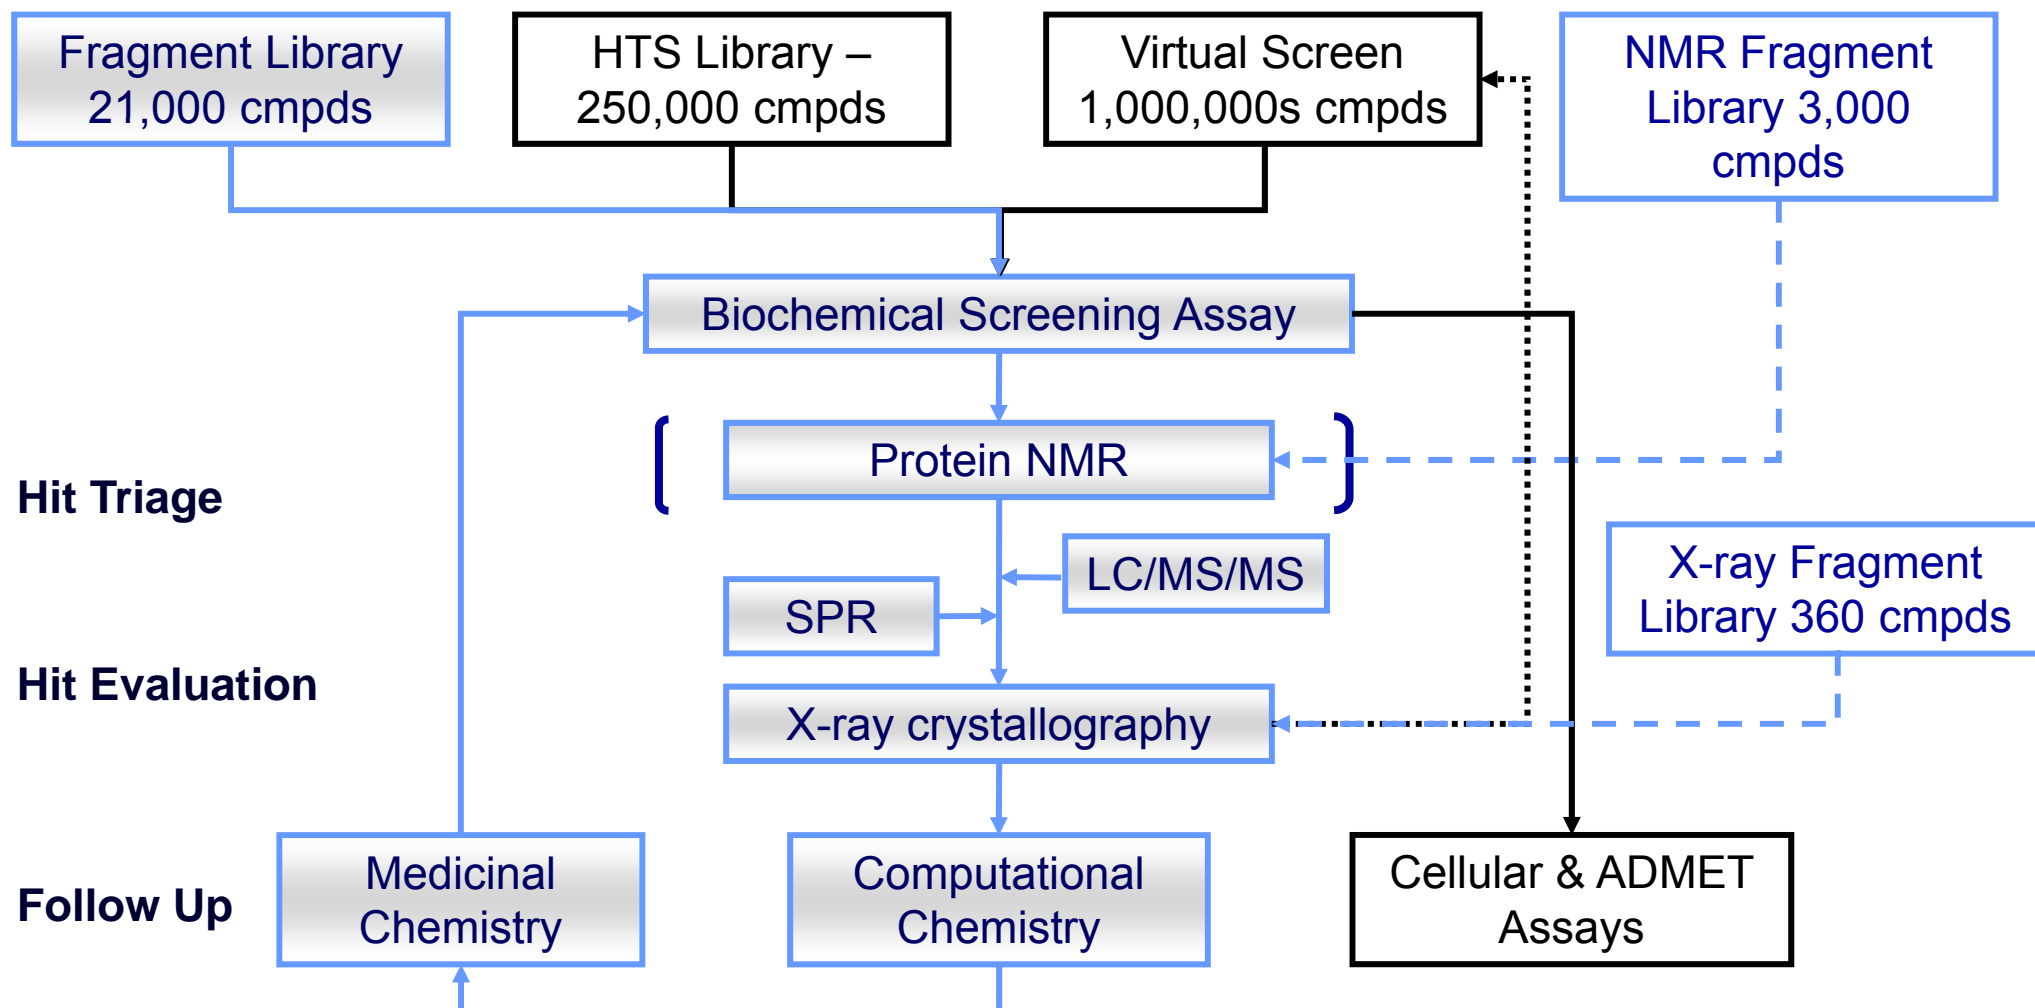 Fragment Library
21,000 cmpds
HTS Library –
250,000 cmpds
Virtual Screen
1,000,000s cmpds
NMR Fragment
Library 3,000
cmpds
Biochemical Screening Assay
Protein NMR
Hit Triage
LC/MS/MS
SPR
X-ray Fragment
Library 360 cmpds
Hit Evaluation
X-ray crystallography
Follow Up
Medicinal
Chemistry
Computational
Chemistry
Cellular & ADMET
Assays